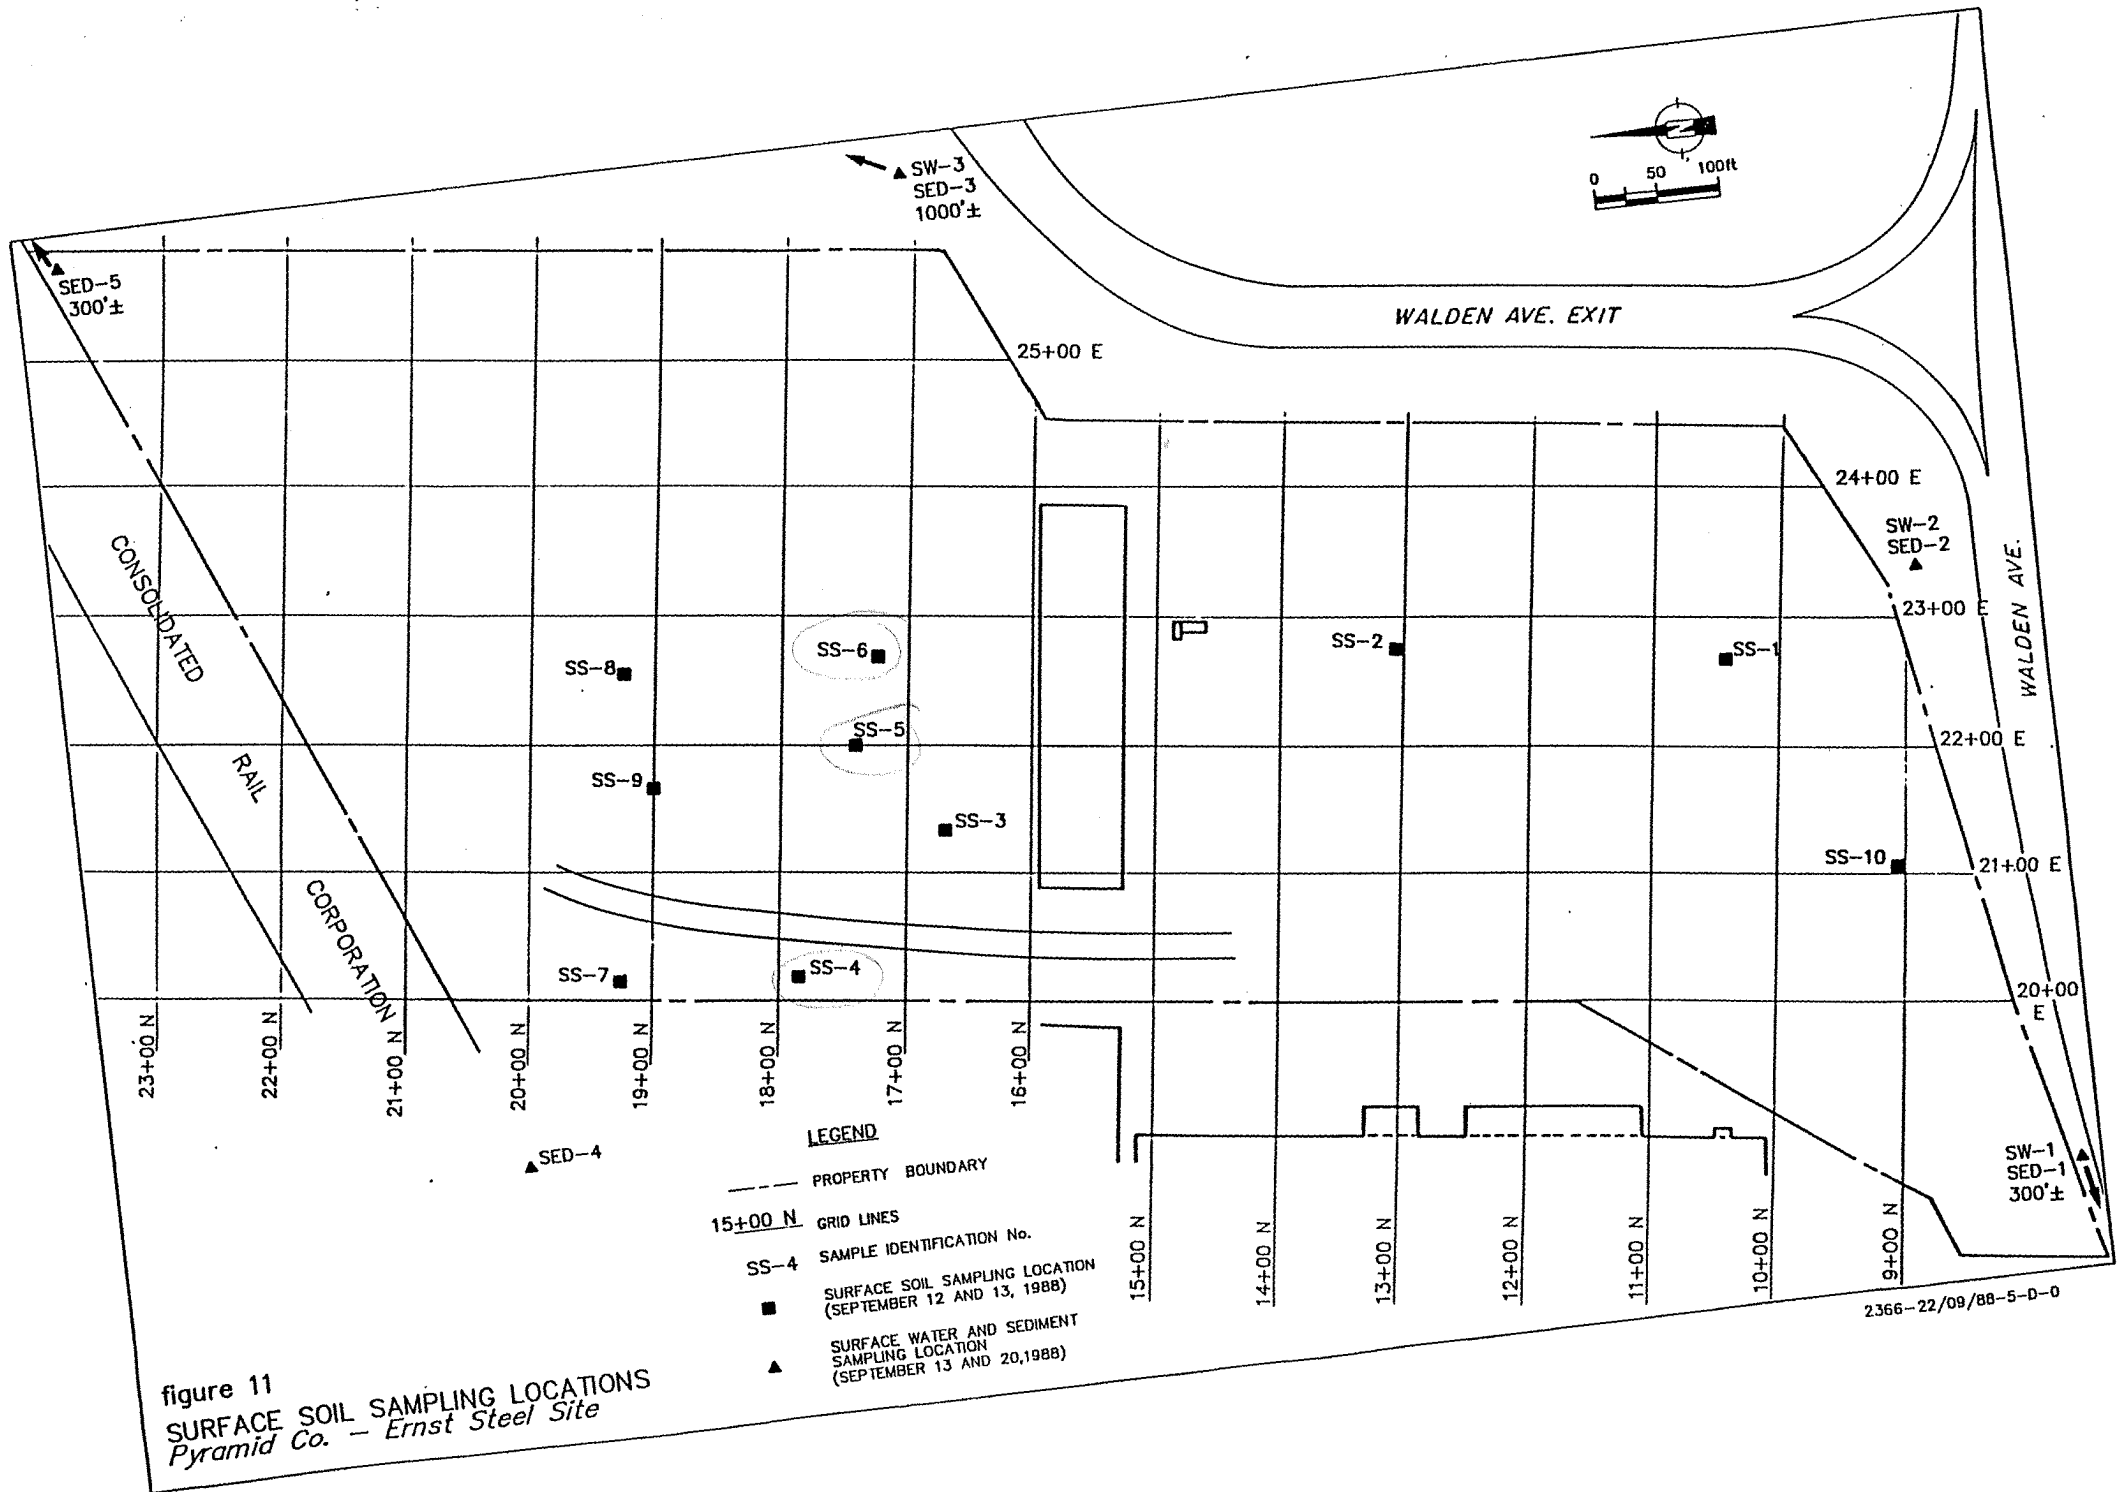 SW-3
SED-3
1000'±
0 50 100ft
SED-5
300'±
WALDEN AVE. EXIT
25+00 E
24+00 E
SW-2
SED-2
WALDEN AVE.
23+00 E
CONSOLIDATED
RAIL
CORPORATION
SS-6
SS-8
SS-2
SS-1
SS-5
22+00 E
SS-9
SS-3
SS-10
21+00 E
SS-7
SS-4
20+00
E
23+00 N
22+00 N
21+00 N
20+00 N
19+00 N
18+00 N
17+00 N
16+00 N
15+00 N
14+00 N
13+00 N
12+00 N
11+00 N
10+00 N
9+00 N
SED-4
SW-1
SED-1
300'±
LEGEND
PROPERTY BOUNDARY
15+00 N GRID LINES
SS-4 SAMPLE IDENTIFICATION No.
SURFACE SOIL SAMPLING LOCATION
(SEPTEMBER 12 AND 13, 1988)
SURFACE WATER AND SEDIMENT
SAMPLING LOCATION
(SEPTEMBER 13 AND 20,1988)
2366-22/09/88-5-D-0
figure 11
SURFACE SOIL SAMPLING LOCATIONS
Pyramid Co. - Ernst Steel Site